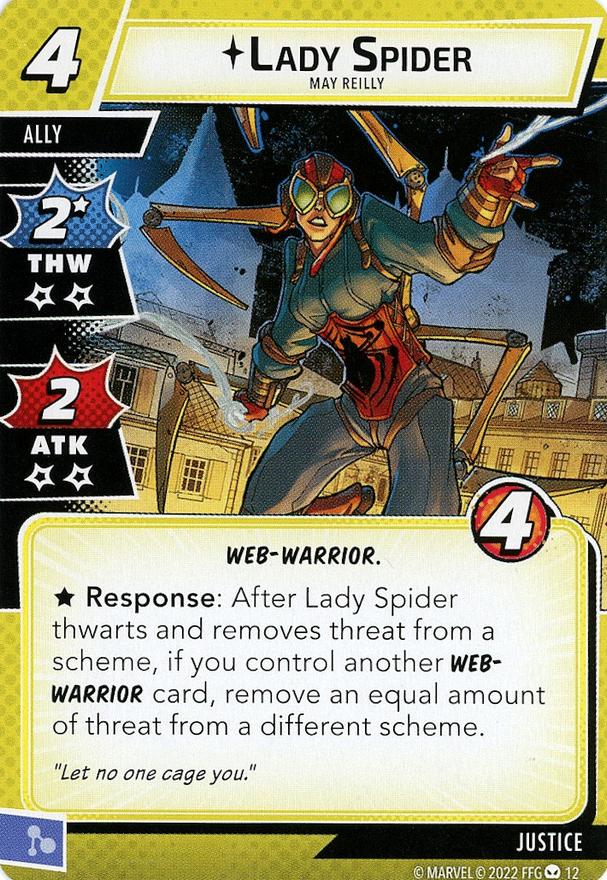 4
LADY SPIDER
MAY REILLY
ALLY
2
THW
2
ATK
4
WEB-WARRIOR.
★ Response: After Lady Spider
thwarts and removes threat from a
scheme, if you control another WEB-
WARRIOR card, remove an equal amount
of threat from a different scheme.
"Let no one cage you."
JUSTICE
© MARVEL © 2022 FFG 12